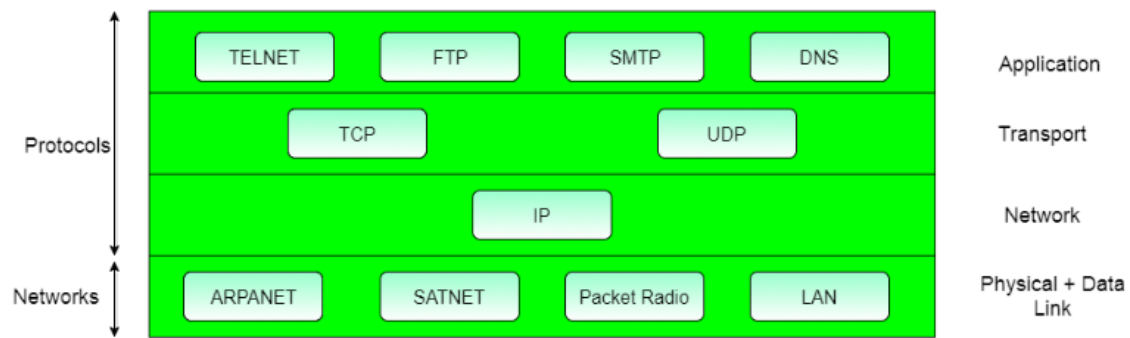 TELNET FTP SMTP DNS Application
Protocols
TCP UDP Transport
IP Network
Networks
ARPANET SATNET Packet Radio LAN
Physical + Data
Link